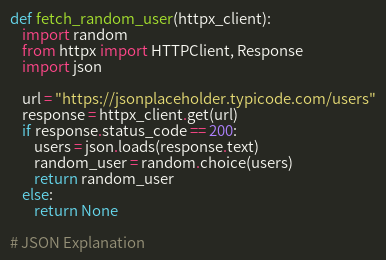 def fetch_random_user(httpx_client):
    import random
    from httpx import HTTPClient, Response
    import json

    url = "https://jsonplaceholder.typicode.com/users"
    response = httpx_client.get(url)
    if response.status_code == 200:
        users = json.loads(response.text)
        random_user = random.choice(users)
        return random_user
    else:
        return None

# JSON Explanation